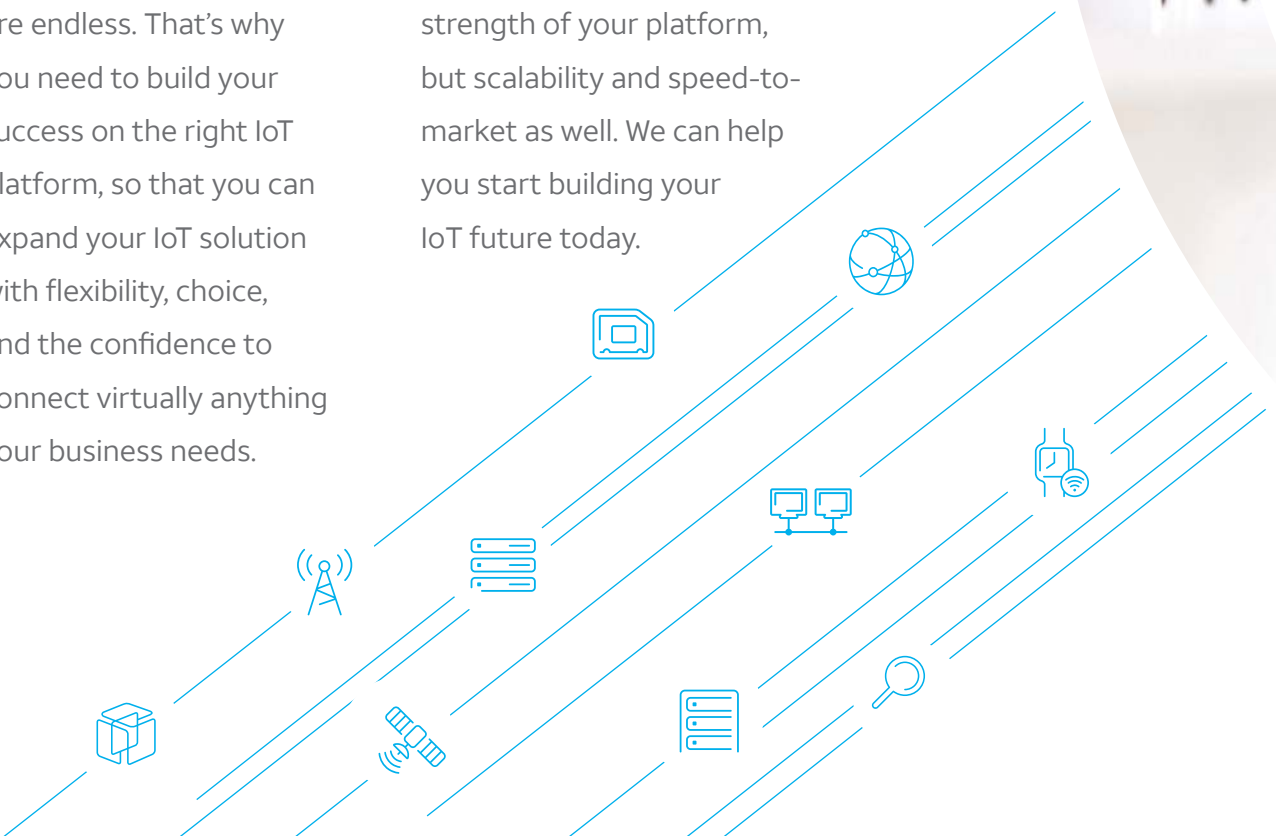 re endless. That’s why
ou need to build your
uccess on the right IoT
latform, so that you can
xpand your IoT solution
ith flexibility, choice,
nd the confidence to
onnect virtually anything
our business needs.
strength of your platform,
but scalability and speed-to-
market as well. We can help
you start building your
IoT future today.